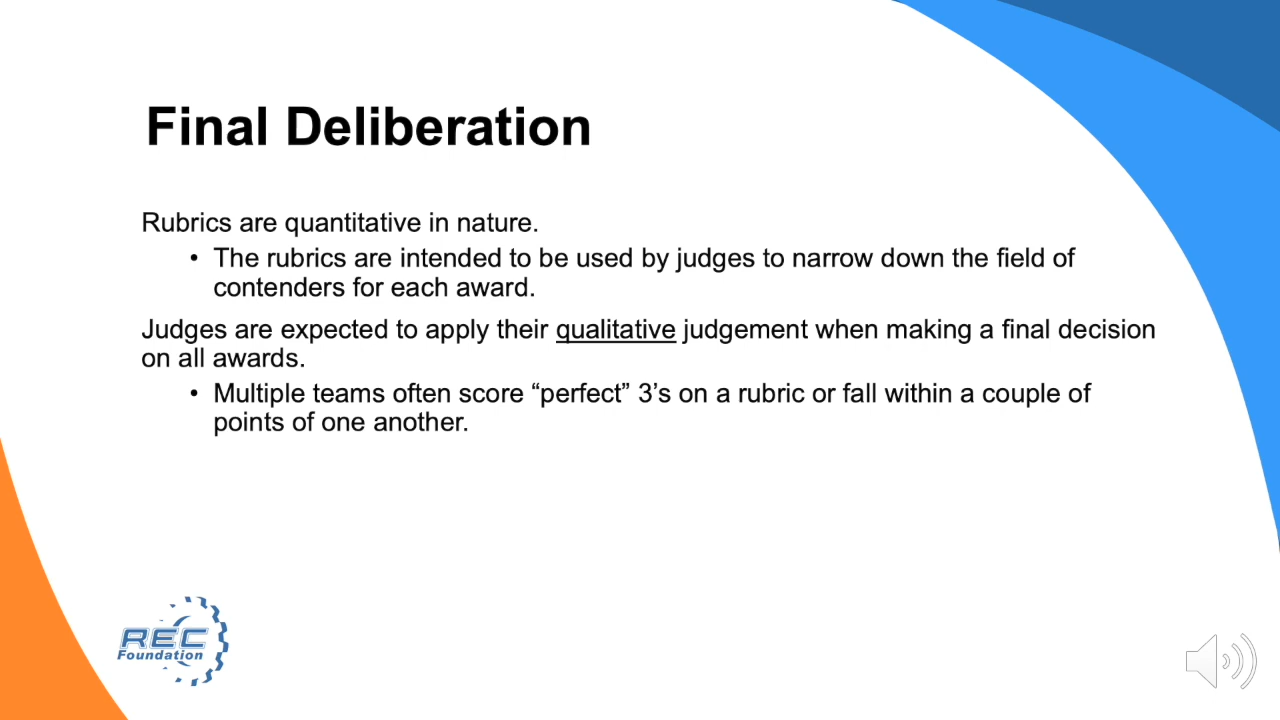 Final Deliberation
Rubrics are quantitative in nature.
• The rubrics are intended to be used by judges to narrow down the field of
contenders for each award.
Judges are expected to apply their qualitative judgement when making a final decision
on all awards.
• Multiple teams often score “perfect” 3’s on a rubric or fall within a couple of
points of one another.
REC
Foundation